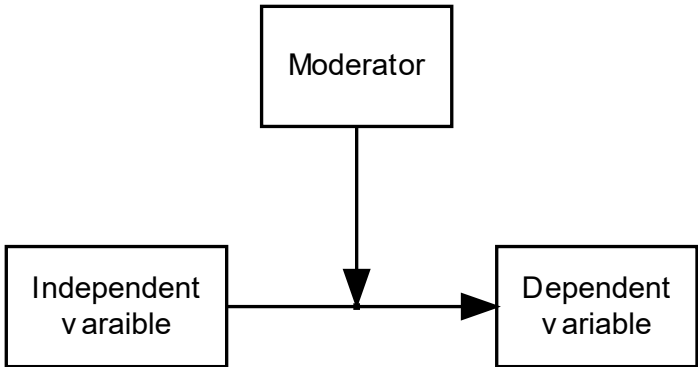 Moderator
Independent
v araible
Dependent
v ariable